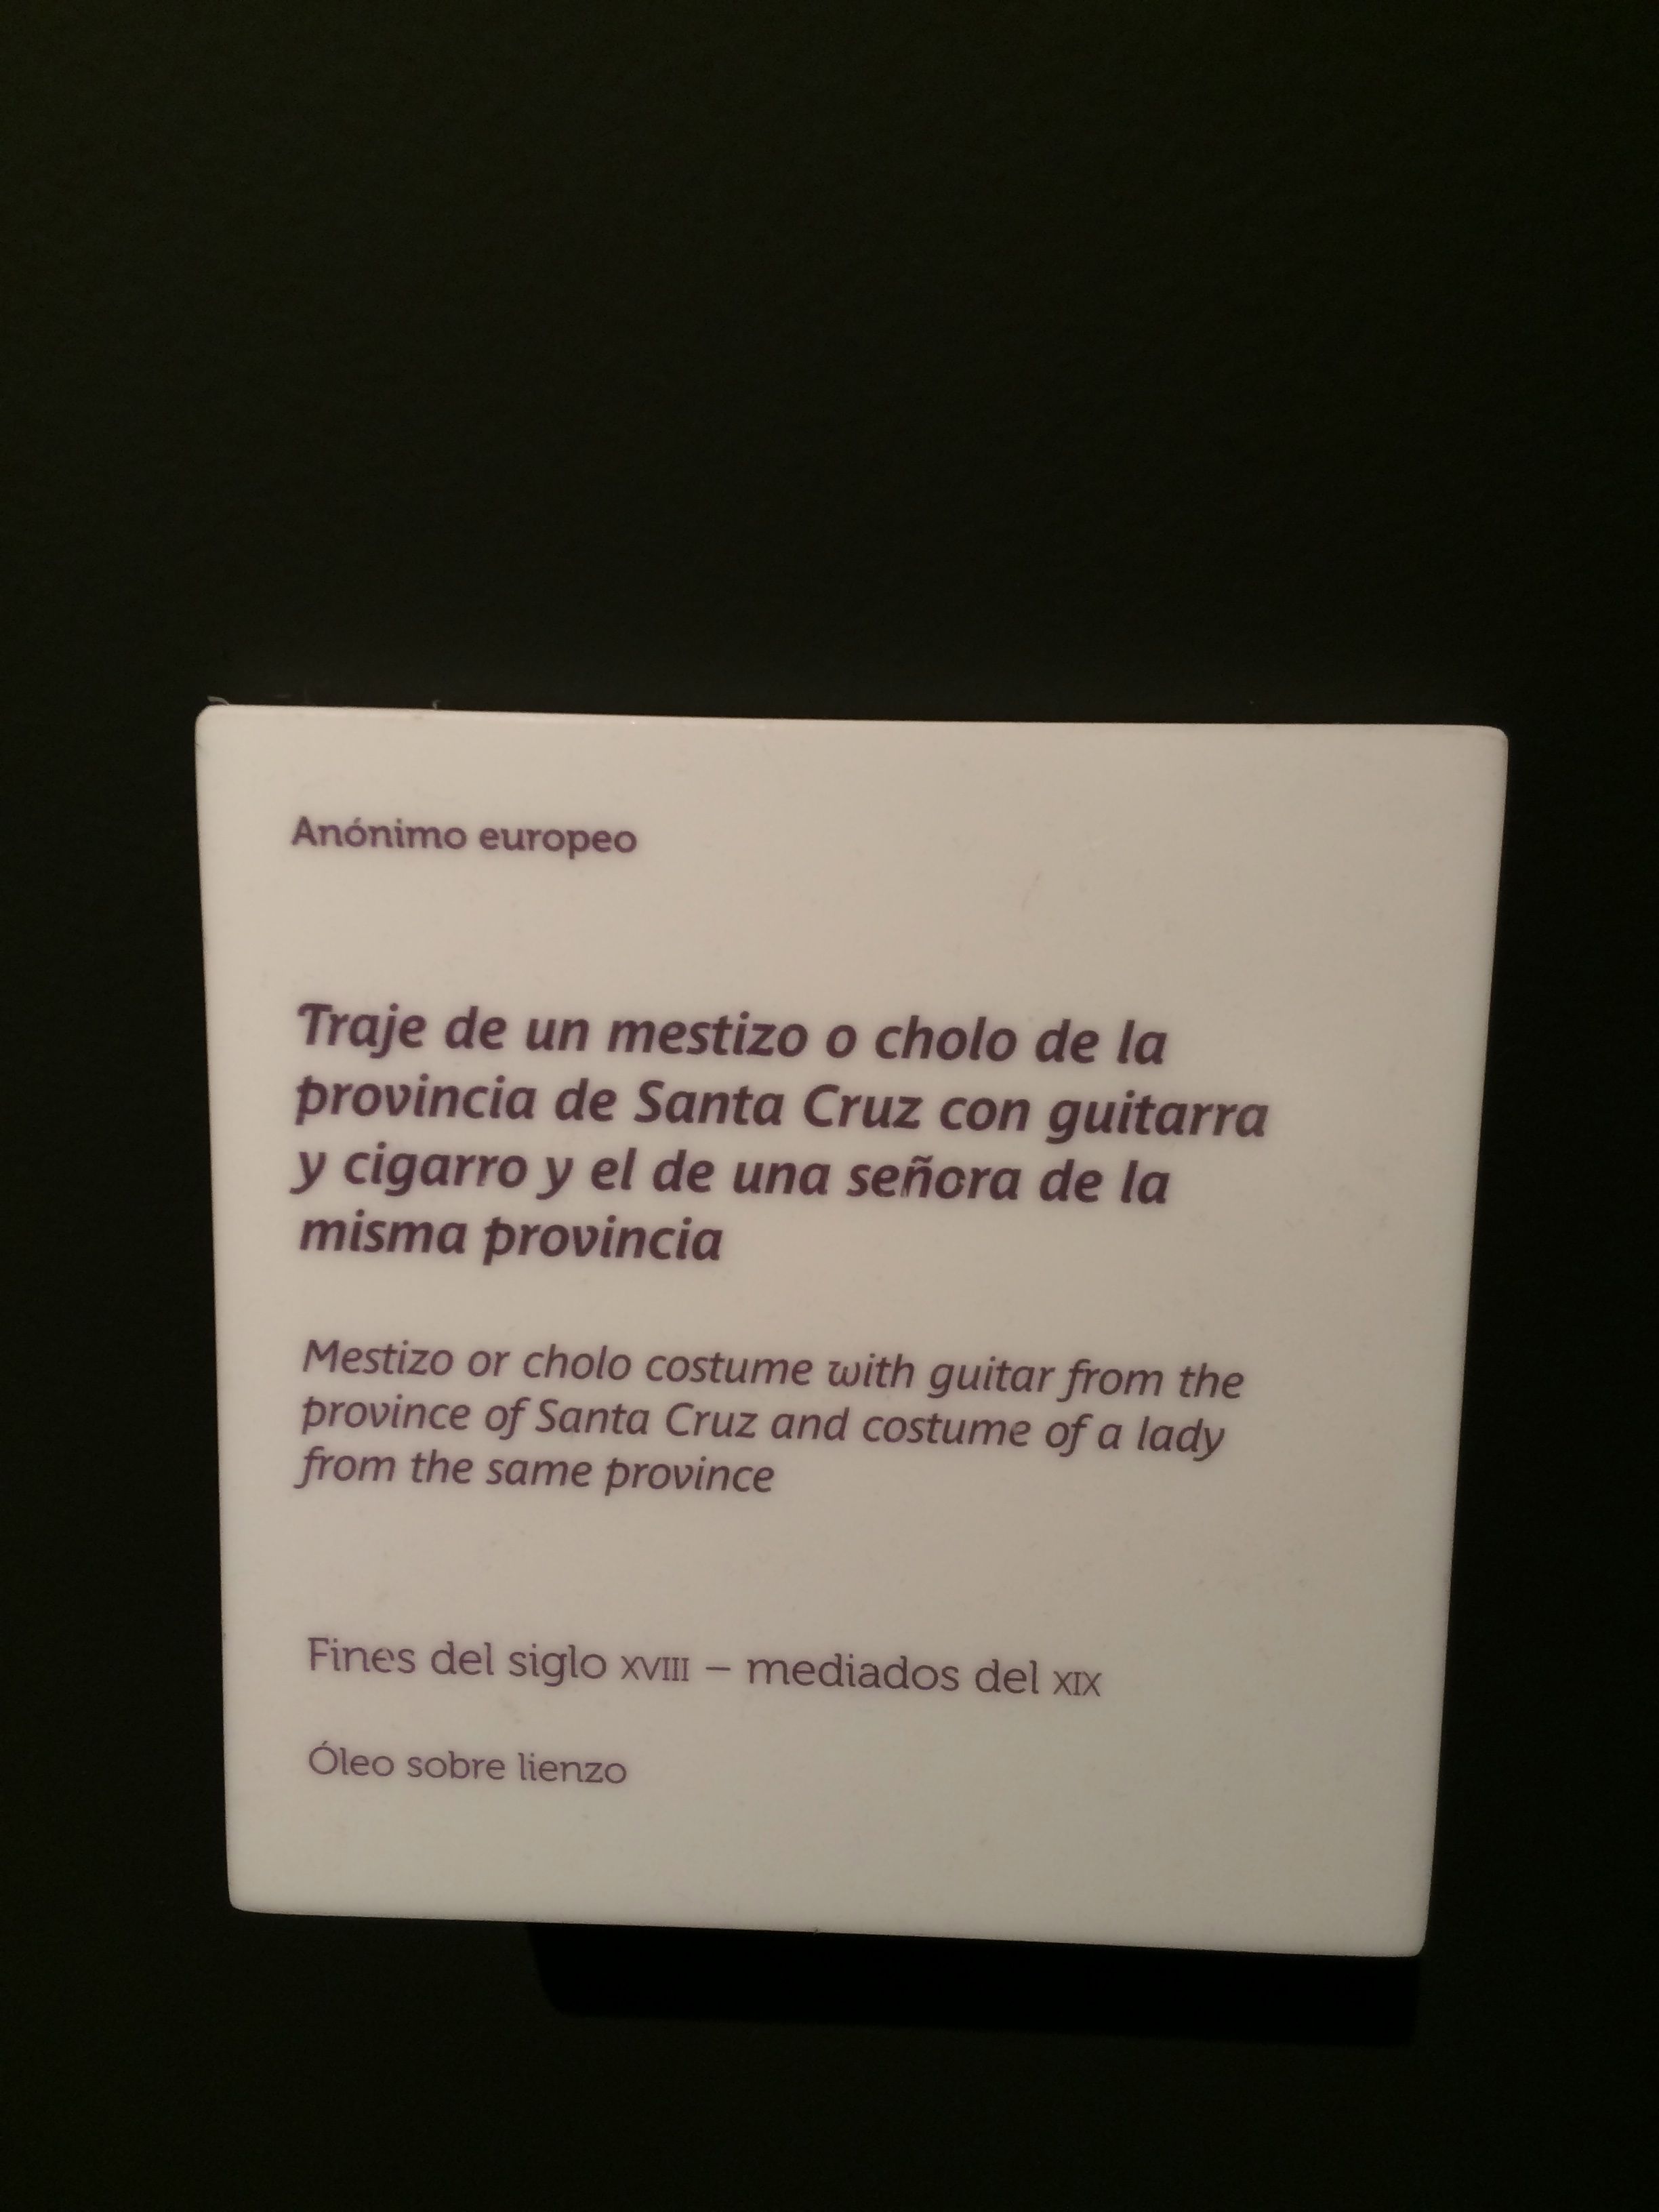 Anónimo europeo
Traje de un mestizo o cholo de la
provincia de Santa Cruz con guitarra
y cigarro y el de una señora de la
misma provincia
Mestizo or cholo costume with guitar from the
province of Santa Cruz and costume of a lady
from the same province
Fines del siglo XVIII – mediados del XIX
Óleo sobre lienzo